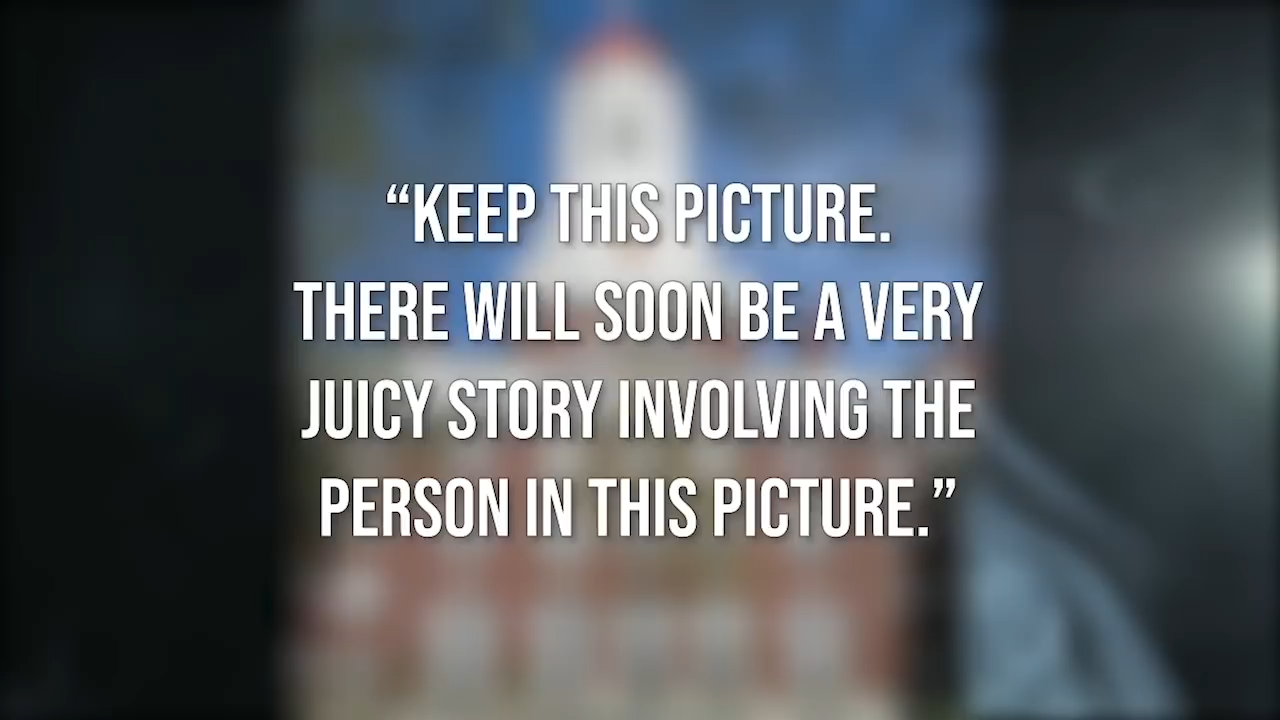 “KEEP THIS PICTURE.
THERE WILL SOON BE A VERY
JUICY STORY INVOLVING THE
PERSON IN THIS PICTURE.”